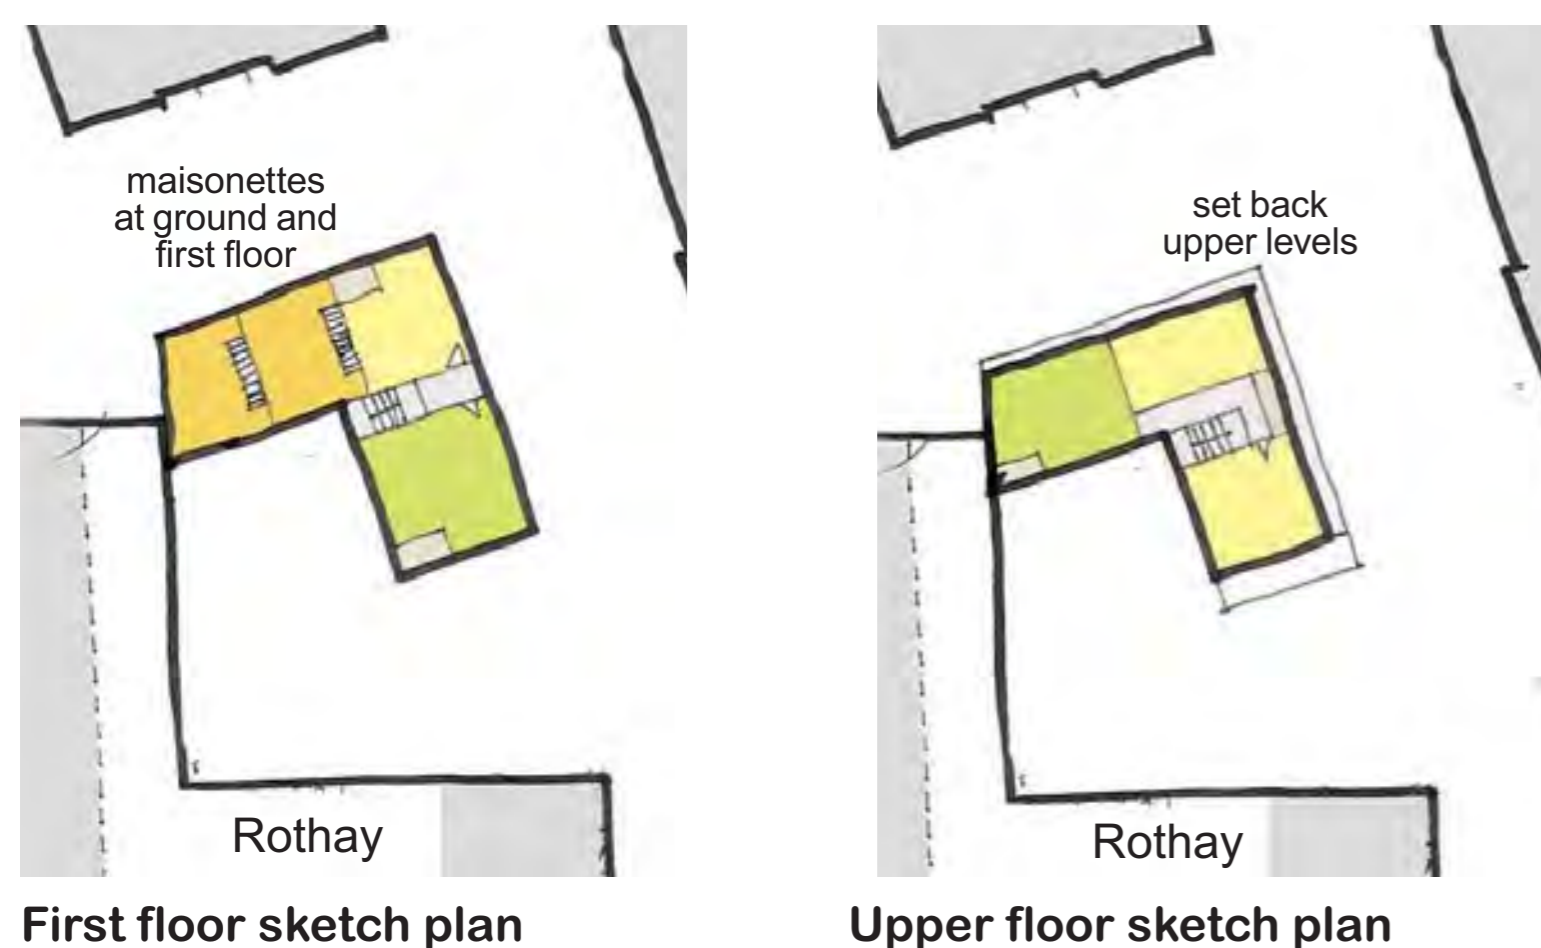 maisonettes
at ground and
first floor
Rothay
First floor sketch plan
set back
upper levels
Rothay
Upper floor sketch plan